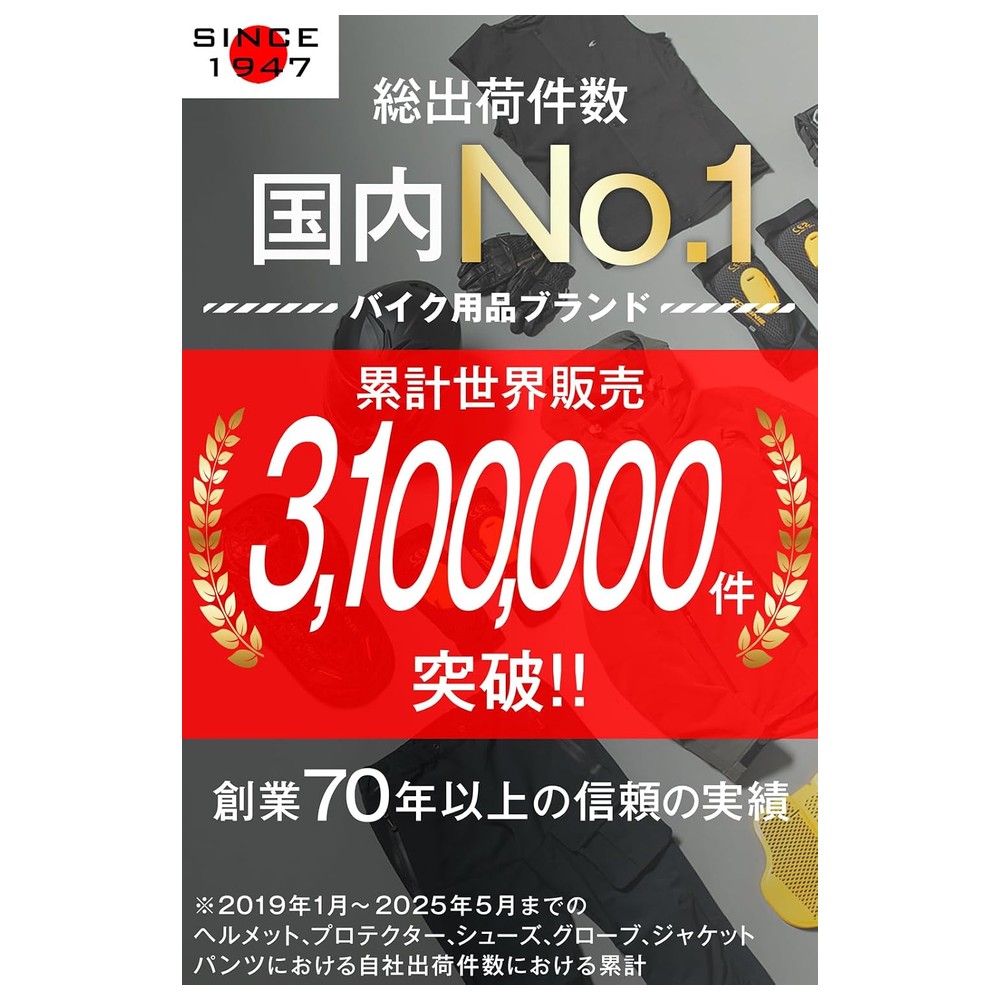 SINCE
1947
総出荷件数
国内No.1
バイク用品ブランド
累計世界販売
3,100,000件
突破!!
創業70年以上の信頼の実績
※2019年1月～2025年5月までの
ヘルメット、プロテクター、シューズ、グローブ、ジャケット
パンツにおける自社出荷件数における累計